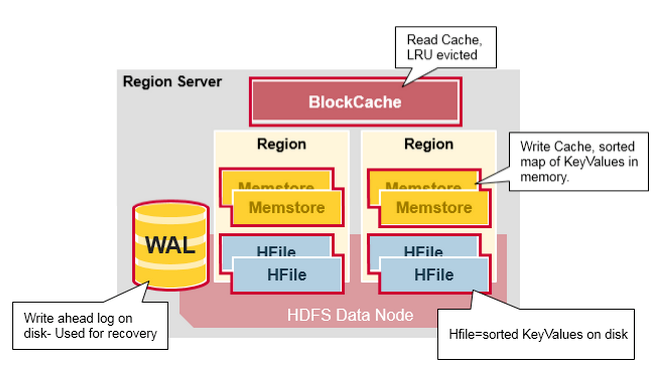 Read Cache,
LRU evicted
Region Server
BlockCache
Region
Region
Write Cache, sorted
map of KeyValues in
memory.
Memstore
Memstore
Memstore
Memstore
WAL
HFile
HFile
HFile
HFile
Write ahead log on
disk- Used for recovery
HDFS Data Node
Hfile=sorted KeyValues on disk